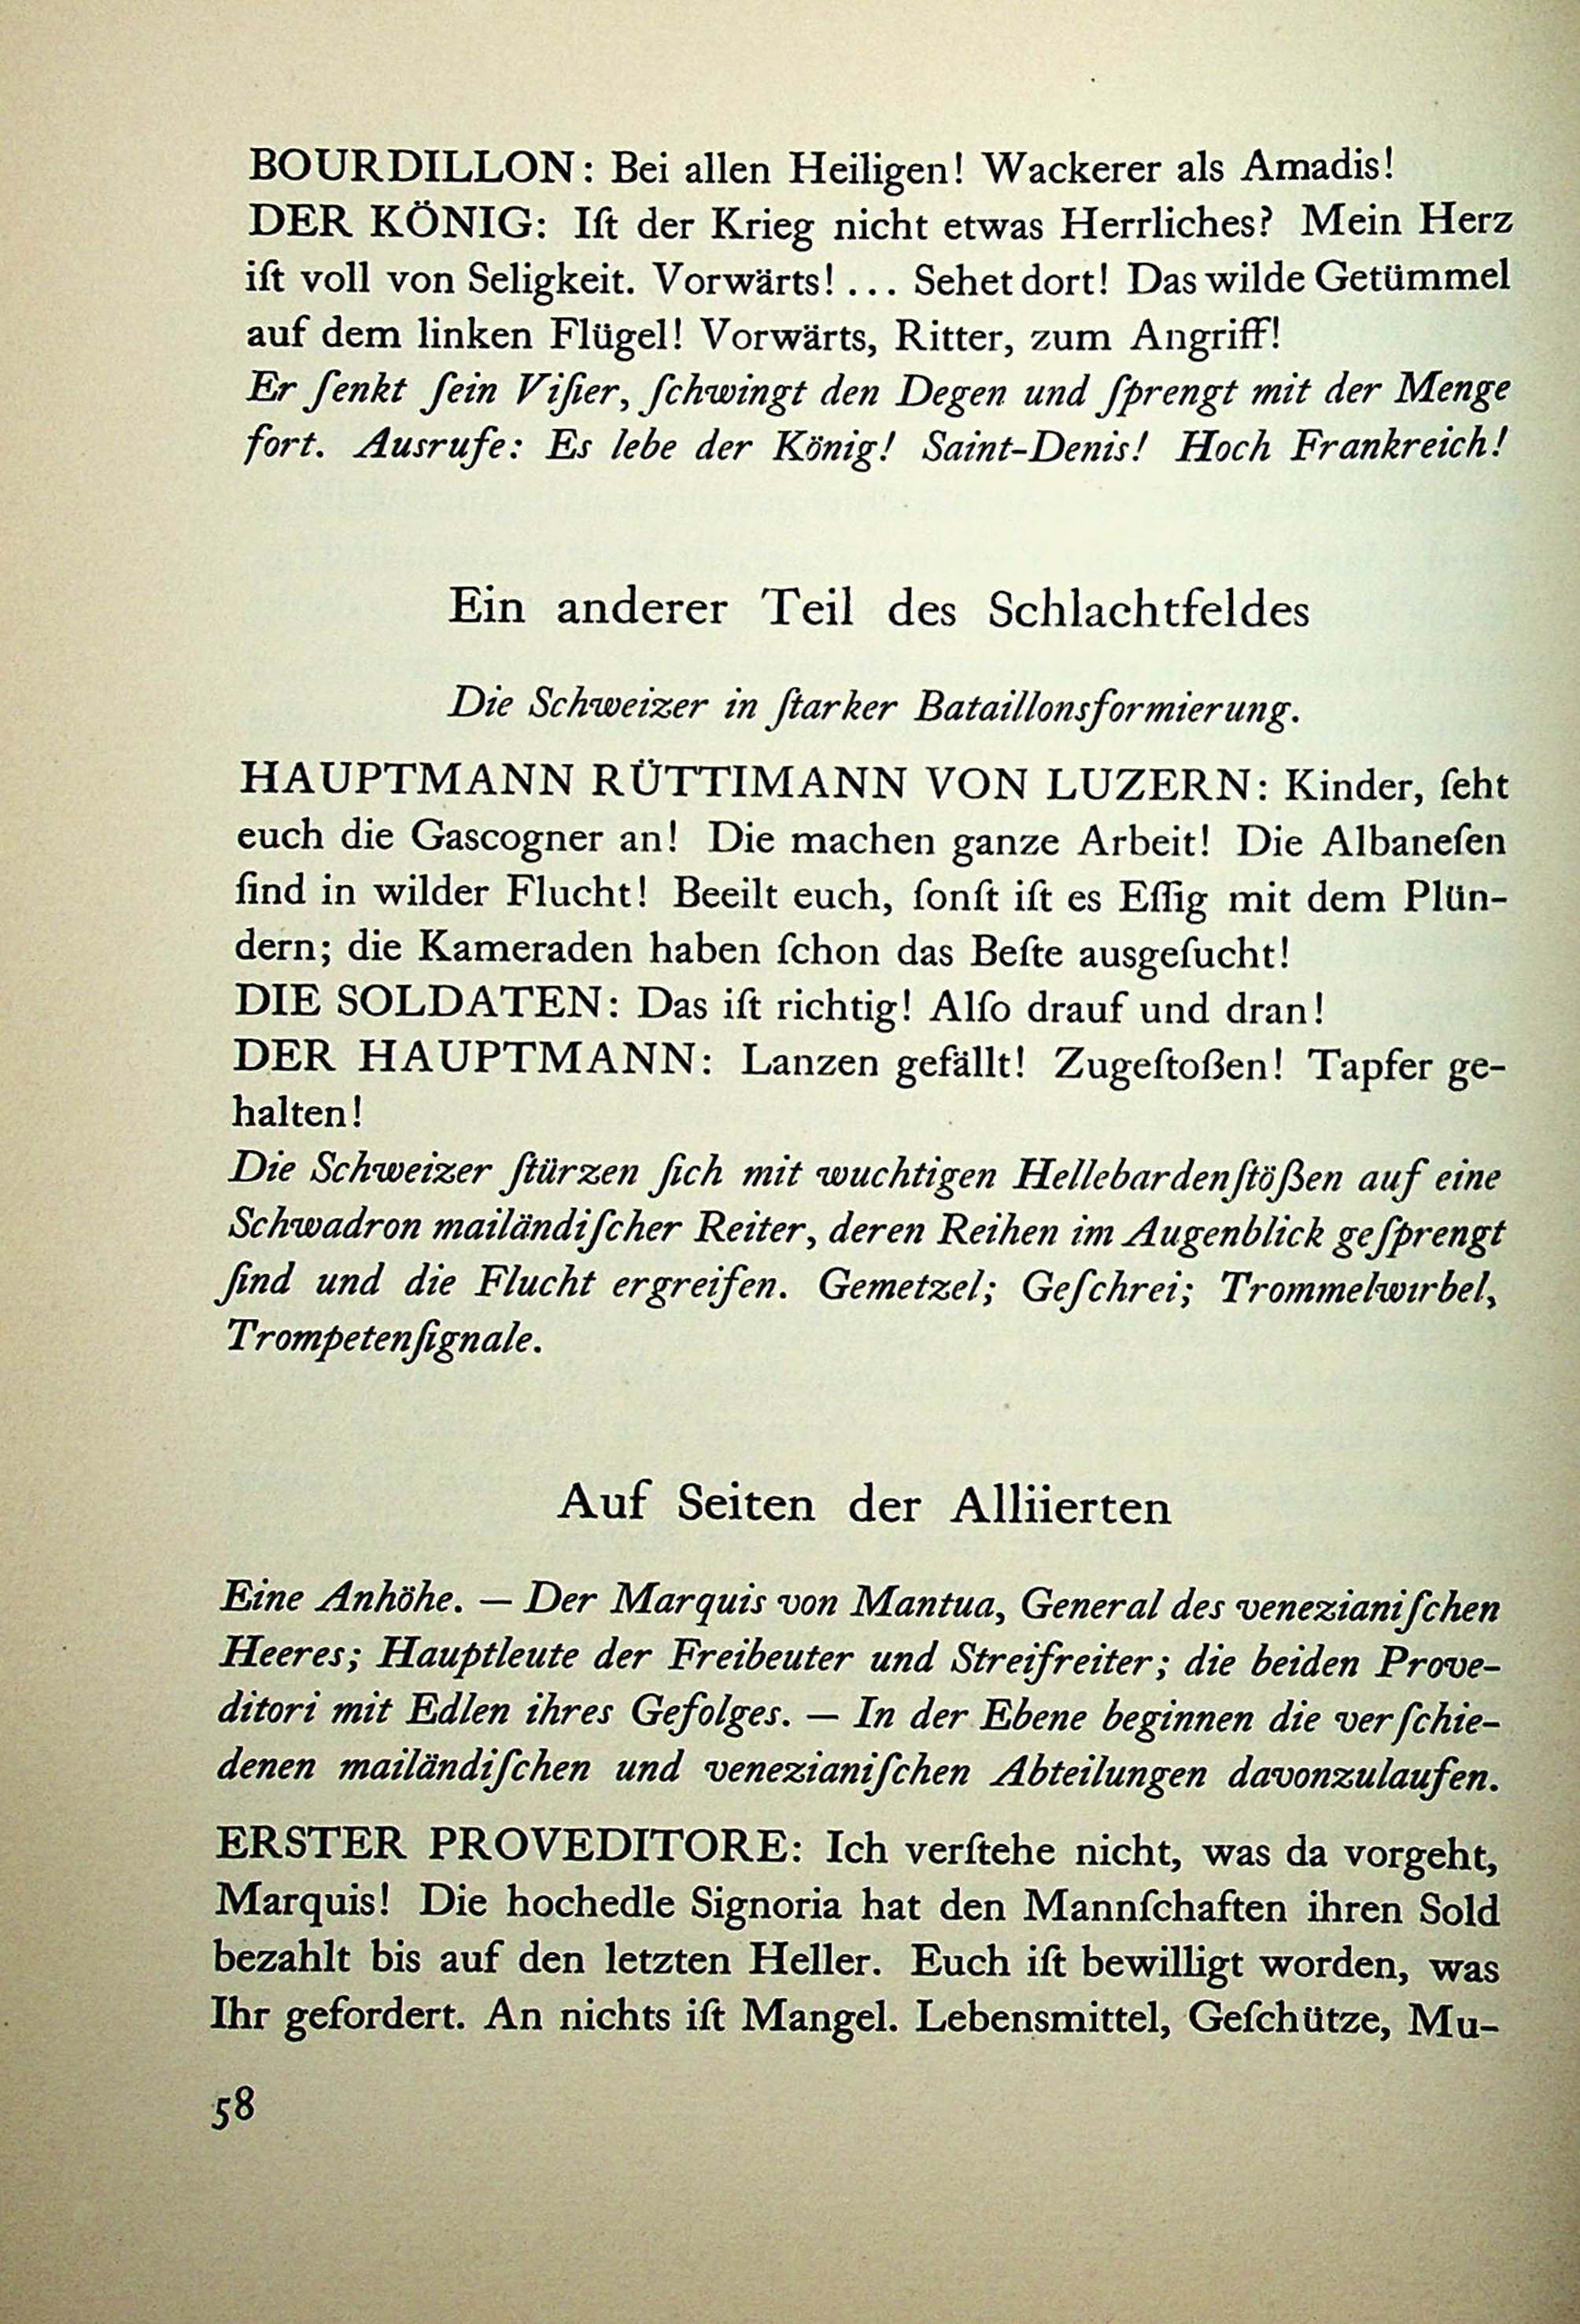 BOURDILLON: Bei allen Heiligen! Wackerer als Amadis!
DER KÖNIG: Iſt der Krieg nicht etwas Herrliches? Mein Herz
iſt voll von Seligkeit. Vorwärts! ... Sehet dort! Das wilde Getümmel
auf dem linken Flügel! Vorwärts, Ritter, zum Angriff!
Er ſenkt ſein Viſier, ſchwingt den Degen und ſprengt mit der Menge
fort. Ausrufe: Es lebe der König! Saint-Denis! Hoch Frankreich!
Ein anderer Teil des Schlachtfeldes
Die Schweizer in ſtarker Bataillonsformierung.
HAUPTMANN RÜTTIMANN VON LUZERN: Kinder, ſeht
euch die Gascogner an! Die machen ganze Arbeit! Die Albaneſen
ſind in wilder Flucht! Beeilt euch, ſonſt iſt es Eſſig mit dem Plün-
dern; die Kameraden haben ſchon das Beſte ausgeſucht!
DIE SOLDATEN: Das iſt richtig! Alſo drauf und dran!
DER HAUPTMANN: Lanzen gefällt! Zugeſtoßen! Tapfer ge-
halten!
Die Schweizer ſtürzen ſich mit wuchtigen Hellebardenſtößen auf eine
Schwadron mailändiſcher Reiter, deren Reihen im Augenblick geſprengt
ſind und die Flucht ergreifen. Gemetzel; Geſchrei; Trommelwirbel,
Trompetenſignale.
Auf Seiten der Alliierten
Eine Anhöhe. — Der Marquis von Mantua, General des venezianiſchen
Heeres; Hauptleute der Freibeuter und Streifreiter; die beiden Prove-
ditori mit Edlen ihres Gefolges. — In der Ebene beginnen die verſchie-
denen mailändiſchen und venezianiſchen Abteilungen davonzulaufen.
ERSTER PROVEDITORE: Ich verſtehe nicht, was da vorgeht,
Marquis! Die hochedle Signoria hat den Mannſchaften ihren Sold
bezahlt bis auf den letzten Heller. Euch iſt bewilligt worden, was
Ihr gefordert. An nichts iſt Mangel. Lebensmittel, Geſchütze, Mu-
58